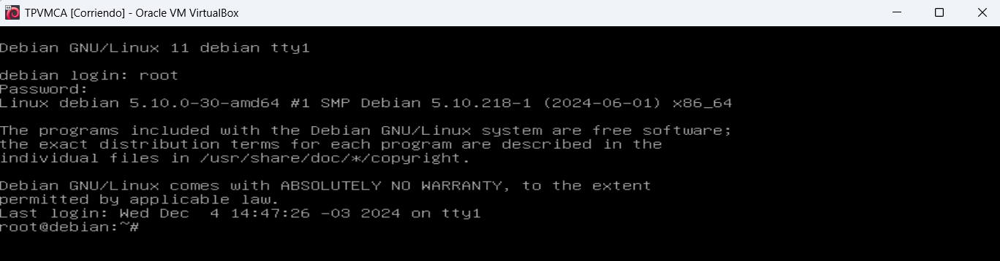 TPVMCA [Corriendo] - Oracle VM VirtualBox
Debian GNU/Linux 11 debian tty1
debian login: root
Password:
Linux debian 5.10.0-30-amd64 #1 SMP Debian 5.10.218-1 (2024-06-01) x86_64
The programs included with the Debian GNU/Linux system are free software;
the exact distribution terms for each program are described in the
individual files in /usr/share/doc/*/copyright.
Debian GNU/Linux comes with ABSOLUTELY NO WARRANTY, to the extent
permitted by applicable law.
Last login: Wed Dec  4 14:47:26 -03 2024 on tty1
root@debian:~#